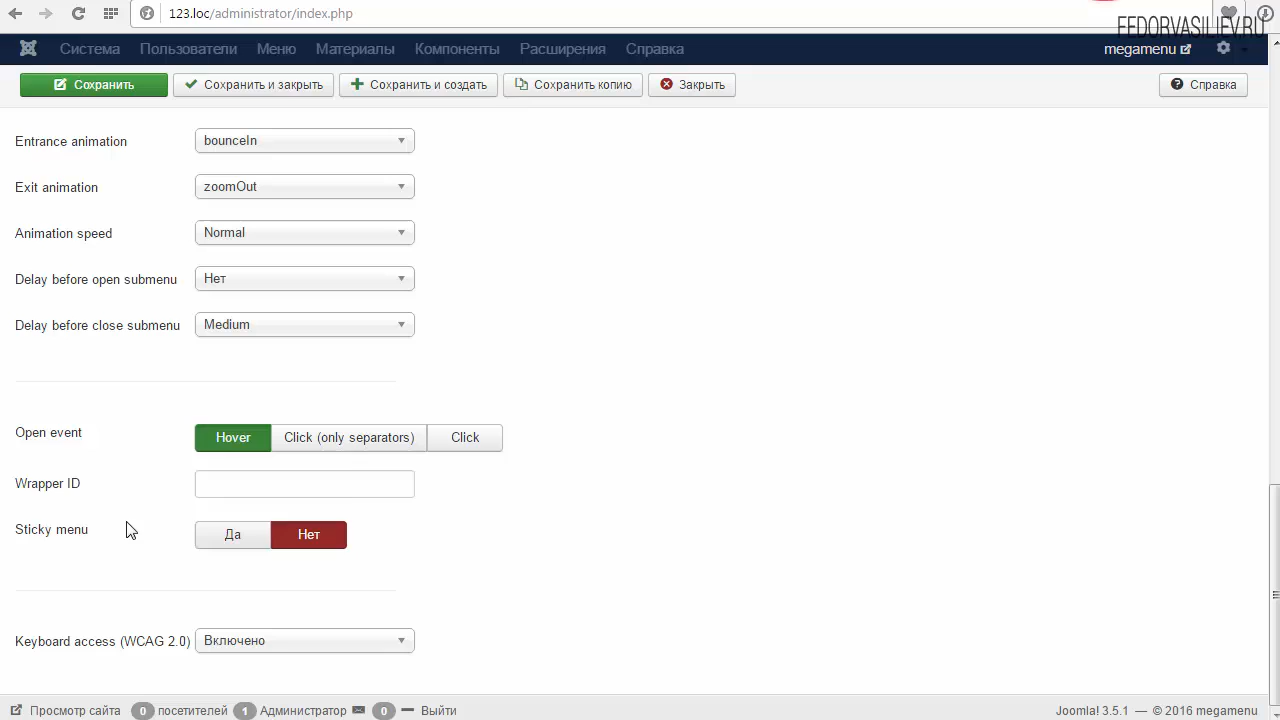 123.loc/administrator/index.php
FEDORVASILIEV.RU
Система Пользователи Меню Материалы Компоненты Расширения Справка megamenu
Сохранить Сохранить и закрыть Сохранить и создать Сохранить копию Закрыть Справка
Entrance animation bounceIn
Exit animation zoomOut
Animation speed Normal
Delay before open submenu Нет
Delay before close submenu Medium
Open event Hover Click (only separators) Click
Wrapper ID
Sticky menu Да Нет
Keyboard access (WCAG 2.0) Включено
Просмотр сайта 0 посетителей 1 Администратор 0 Выйти Joomla! 3.5.1 — © 2016 megamenu